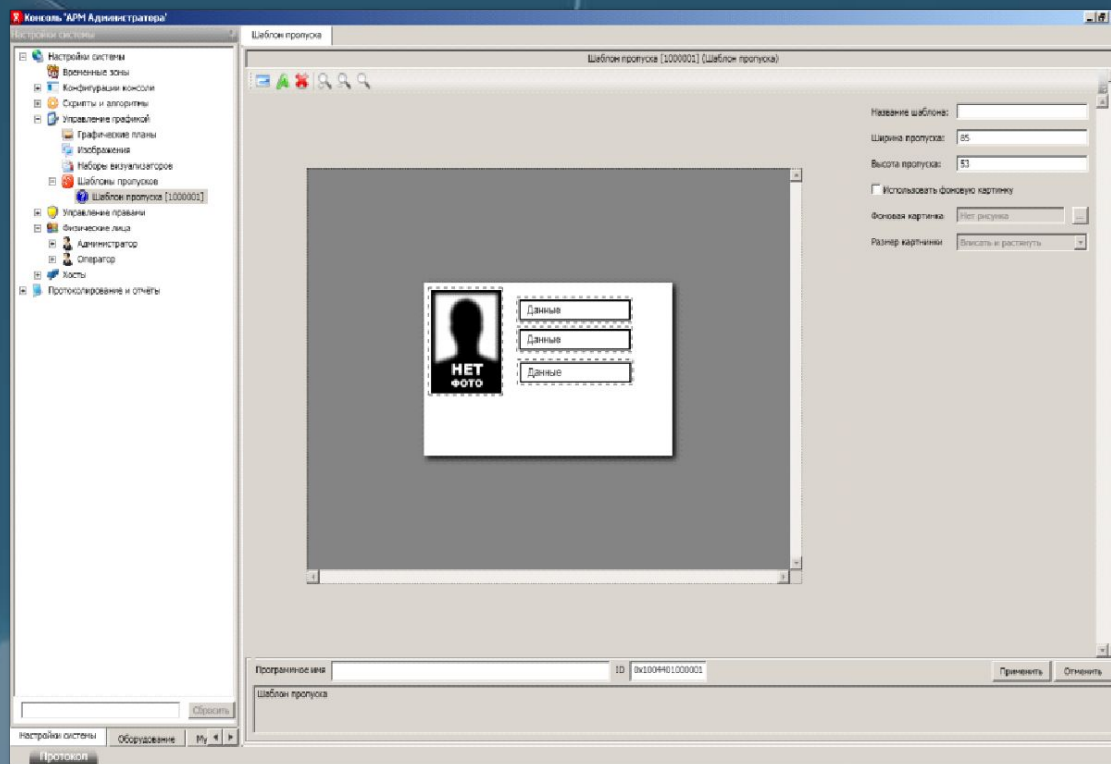 Консоль 'АРМ Администратора'
Настройки системы
Шаблон пропуска
Шаблон пропуска [1000001] (Шаблон пропуска)
Настройки системы
Временные зоны
Конфигурации консоли
Скрипты и алгоритмы
Управление графикой
Графические планы
Изображения
Наборы визуализаторов
Шаблоны пропусков
Шаблон пропуска [1000001]
Управление правами
Физические лица
Администратор
Оператор
Хосты
Протоколирование и отчёты
Название шаблона:
Ширина пропуска: 85
Высота пропуска: 53
Использовать фоновую картинку
Фоновая картинка Нет рисунка ...
Размер картнинки Вписать и растянуть
Данные
Данные
Данные
НЕТ
ФОТО
Програмное имя ID 0x1004401000001 Применить Отменить
Шаблон пропуска
Сбросить
Настройки системы Оборудование Му
Протокол